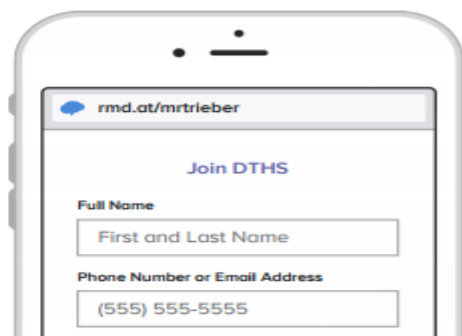 rmd.at/mrtrieber
Join DTHS
Full Name
First and Last Name
Phone Number or Email Address
(555) 555-5555